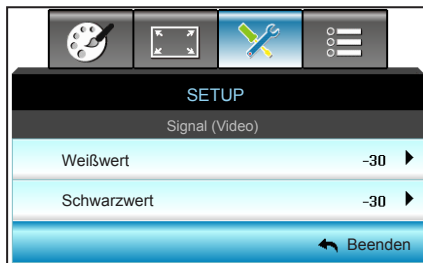 SETUP
Signal (Video)
Weißwert -30
Schwarzwert -30
Beenden